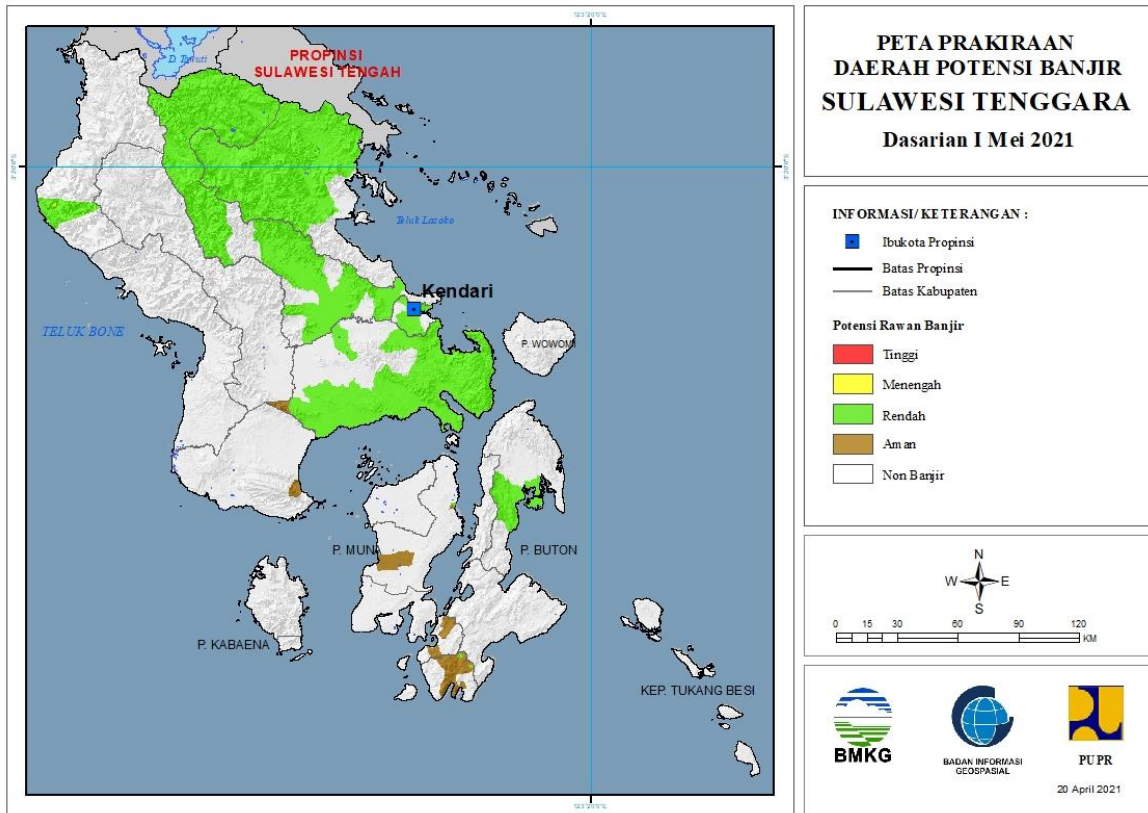 PETA PRAKIRAAN
DAERAH POTENSI BANJIR
SULAWESI TENGGARA
Dasarian I Mei 2021
INFORMASI/ KETERANGAN :
Ibukota Propinsi
Batas Propinsi
Batas Kabupaten
Potensi Rawan Banjir
Tinggi
Menengah
Rendah
Aman
Non Banjir
N
W
E
S
0 15 30 60 90 120
KM
BMKG
BADAN INFORMASI
GEOSPASIAL
PUPR
20 April 2021
D. Towuti
PROPINSI
SULAWESI TENGAH
Teluk Lasolo
Kendari
TELUK BONE
P. WOWONI
P. MUNA
P. BUTON
P. KABAENA
KEP. TUKANG BESI